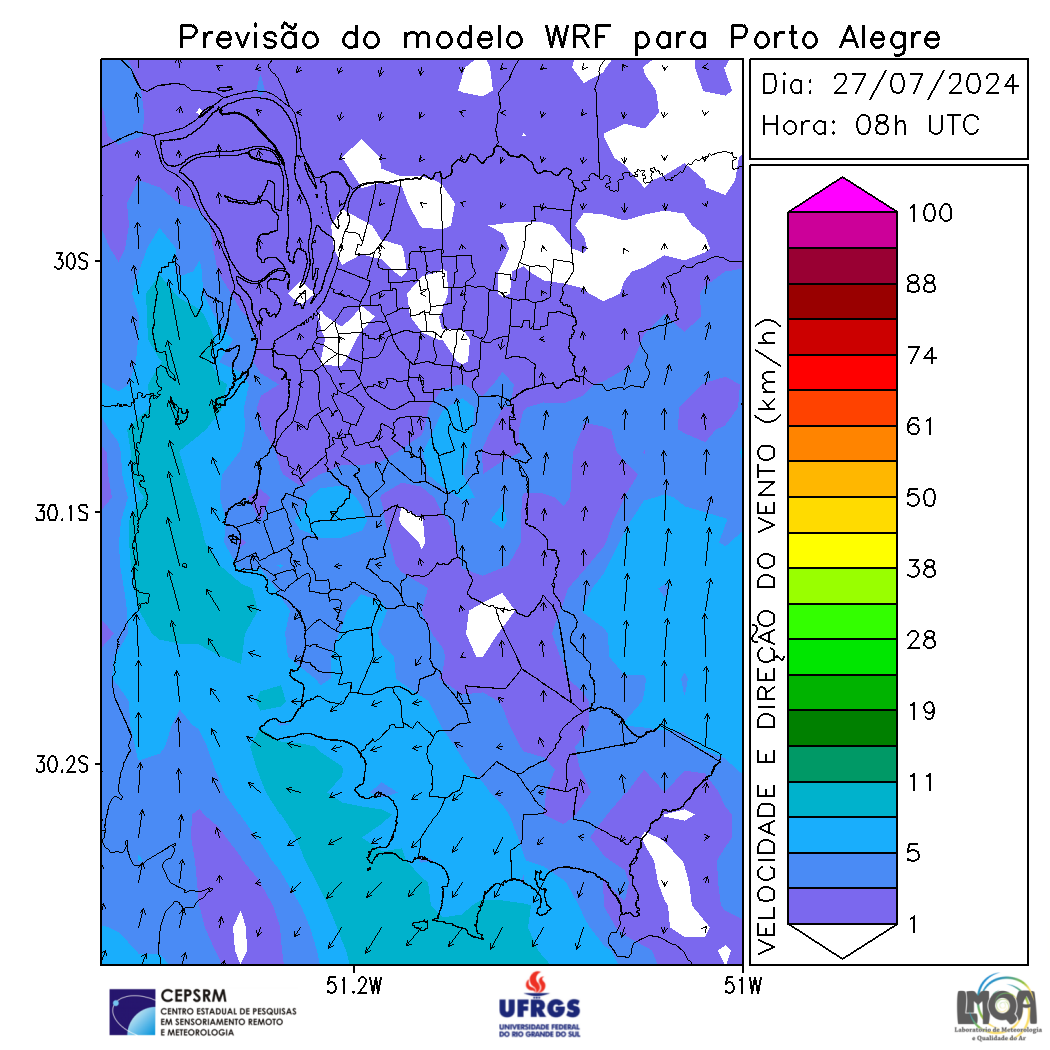 Previsão do modelo WRF para Porto Alegre
Dia: 27/07/2024
Hora: 08h UTC
30S
30.1S
30.2S
51.2W
51W
VELOCIDADE E DIREÇÃO DO VENTO (km/h)
100
88
74
61
50
38
28
19
11
5
1
CEPSRM
CENTRO ESTADUAL DE PESQUISAS
EM SENSORIAMENTO REMOTO
E METEOROLOGIA
UFRGS
UNIVERSIDADE FEDERAL
DO RIO GRANDE DO SUL
LMQA
Laboratório de Meteorologia
e Qualidade do Ar